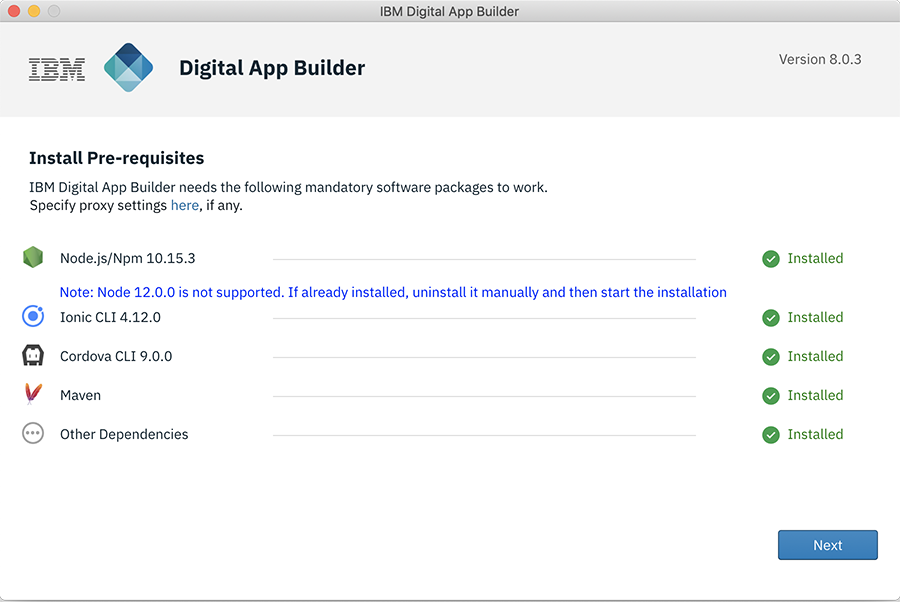 IBM Digital App Builder
IBM
Digital App Builder
Version 8.0.3
Install Pre-requisites
IBM Digital App Builder needs the following mandatory software packages to work.
Specify proxy settings here, if any.
Node.js/Npm 10.15.3
Installed
Note: Node 12.0.0 is not supported. If already installed, uninstall it manually and then start the installation
Ionic CLI 4.12.0
Installed
Cordova CLI 9.0.0
Installed
Maven
Installed
Other Dependencies
Installed
Next